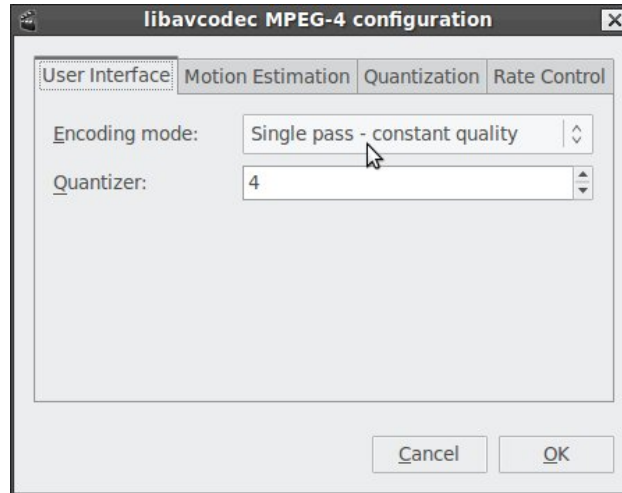 libavcodec MPEG-4 configuration
User Interface Motion Estimation Quantization Rate Control
Encoding mode: Single pass - constant quality
Quantizer: 4
Cancel OK